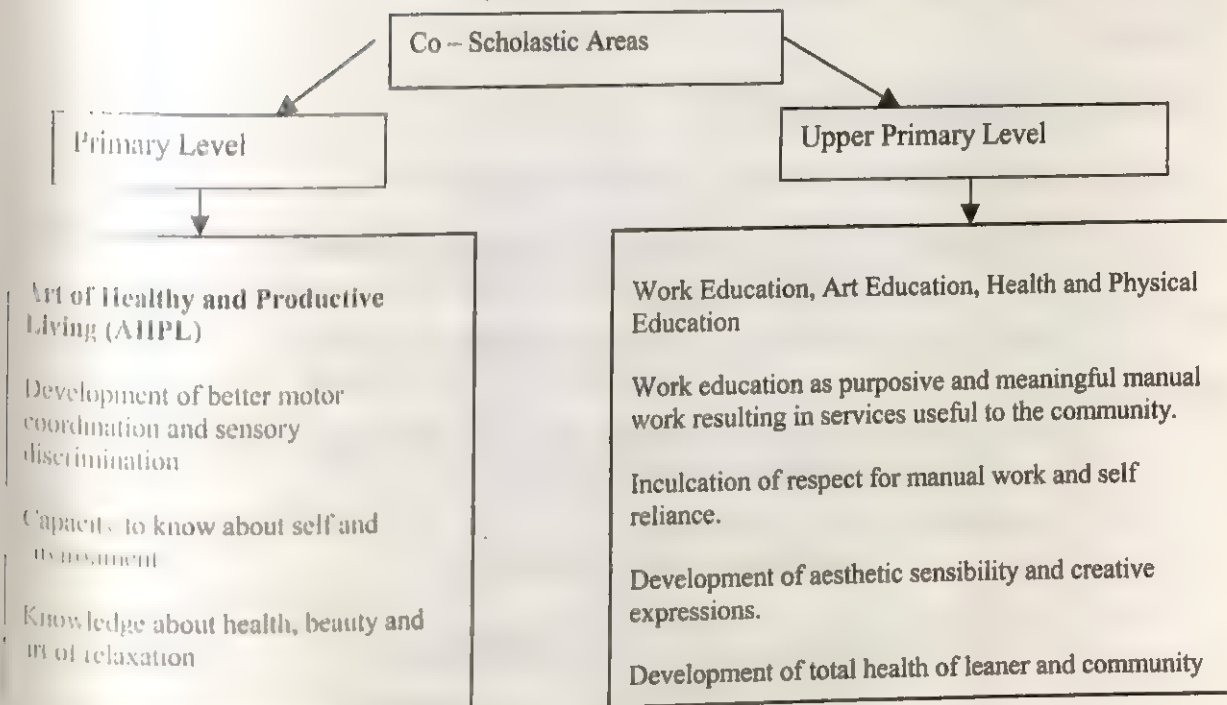 Co – Scholastic Areas
Primary Level
Upper Primary Level
Art of Healthy and Productive
Living (AHPL)
Development of better motor
coordination and sensory
discrimination
Capacity to know about self and
Knowledge about health, beauty and
art of relaxation
Work Education, Art Education, Health and Physical
Education
Work education as purposive and meaningful manual
work resulting in services useful to the community.
Inculcation of respect for manual work and self
reliance.
Development of aesthetic sensibility and creative
expressions.
Development of total health of leaner and community